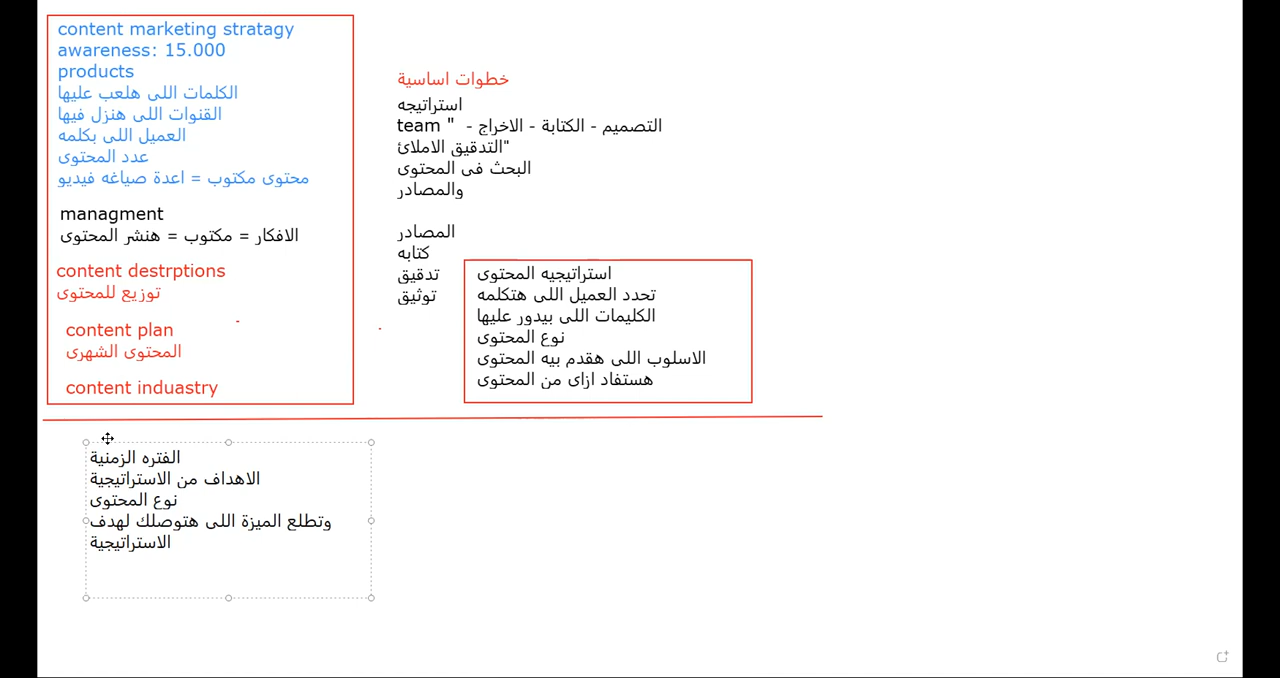 content marketing stratagy
awareness: 15.000
products
الكلمات اللى هلعب عليها
القنوات اللى هنزل فيها
العميل اللى بكلمه
عدد المحتوى
محتوى مكتوب = اعدة صياغه فيديو
managment
الافكار = مكتوب = هنشر المحتوى
content destrptions
توزيع للمحتوى
content plan
المحتوى الشهرى
content induastry
خطوات اساسية
استراتيجه
team " التصميم - الكتابة - الاخراج -
التدقيق الاملائ"
البحث فى المحتوى
والمصادر
المصادر
كتابه
تدقيق
توثيق
استراتيجيه المحتوى
تحدد العميل اللى هتكلمه
الكليمات اللى بيدور عليها
نوع المحتوى
الاسلوب اللى هقدم بيه المحتوى
هستفاد ازاى من المحتوى
الفتره الزمنية
الاهداف من الاستراتيجية
نوع المحتوى
وتطلع الميزة اللى هتوصلك لهدف
الاستراتيجية